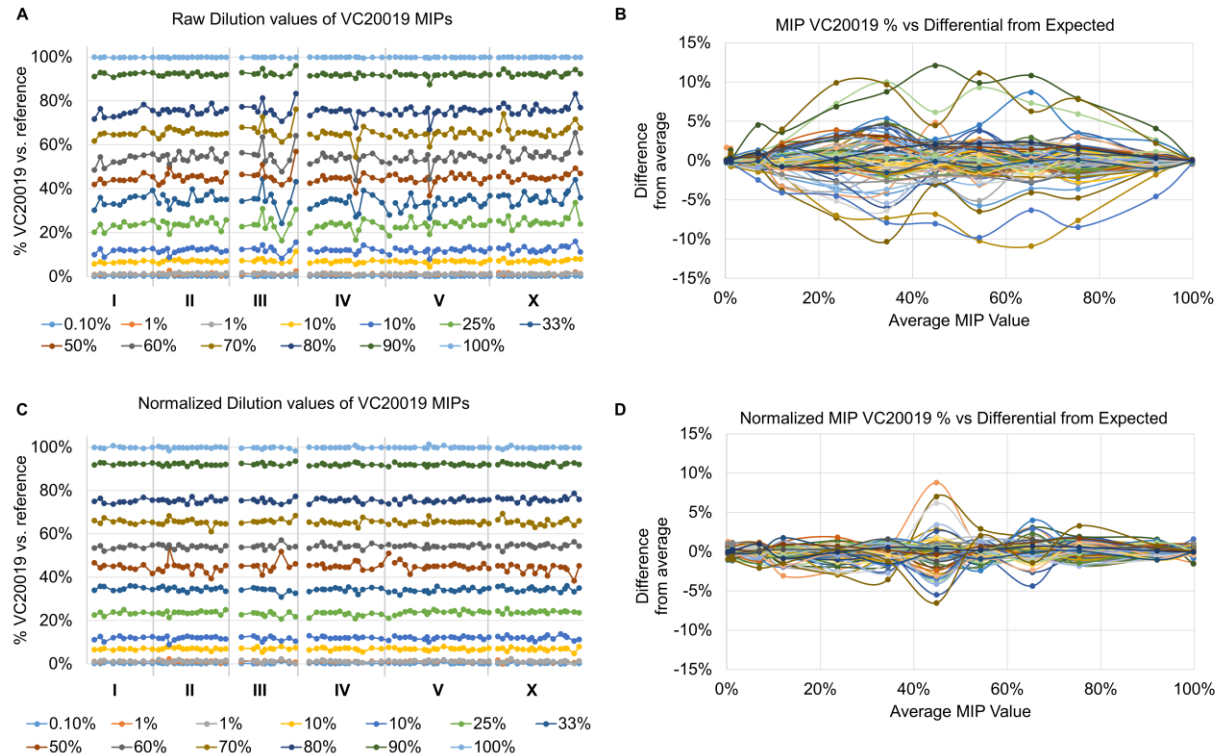 A
Raw Dilution values of VC20019 MIPs
% VC20019 vs. reference
100%
80%
60%
40%
20%
0%
I II III IV V X
0.10% 1% 1% 10% 10% 25% 33%
50% 60% 70% 80% 90% 100%
B
MIP VC20019 % vs Differential from Expected
Difference
from average
15%
10%
5%
0%
-5%
-10%
-15%
0% 20% 40% 60% 80% 100%
Average MIP Value
C
Normalized Dilution values of VC20019 MIPs
% VC20019 vs. reference
100%
80%
60%
40%
20%
0%
I II III IV V X
0.10% 1% 1% 10% 10% 25% 33%
50% 60% 70% 80% 90% 100%
D
Normalized MIP VC20019 % vs Differential from Expected
Difference
from average
15%
10%
5%
0%
-5%
-10%
-15%
0% 20% 40% 60% 80% 100%
Average MIP Value